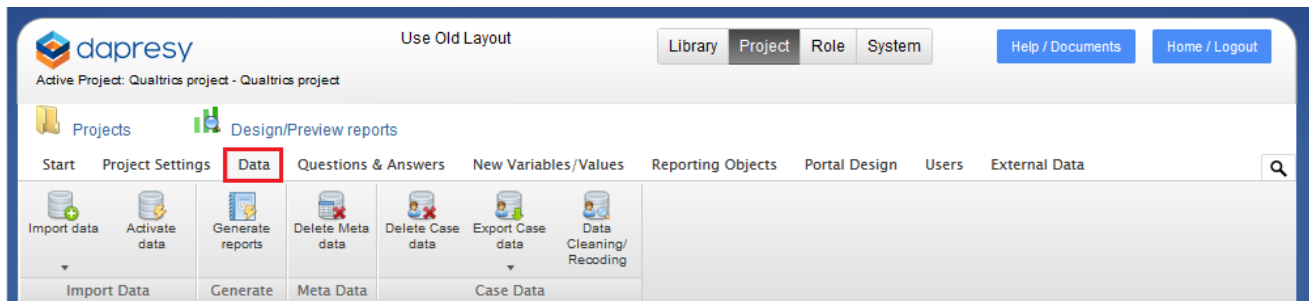 dapresy
Use Old Layout
Library Project Role System
Help / Documents
Home / Logout
Active Project: Qualtrics project - Qualtrics project
Projects
Design/Preview reports
Start Project Settings Data Questions & Answers New Variables/Values Reporting Objects Portal Design Users External Data
Import data
Activate
data
Generate
reports
Delete Meta
data
Delete Case
data
Export Case
data
Data
Cleaning/
Recoding
Import Data Generate Meta Data Case Data